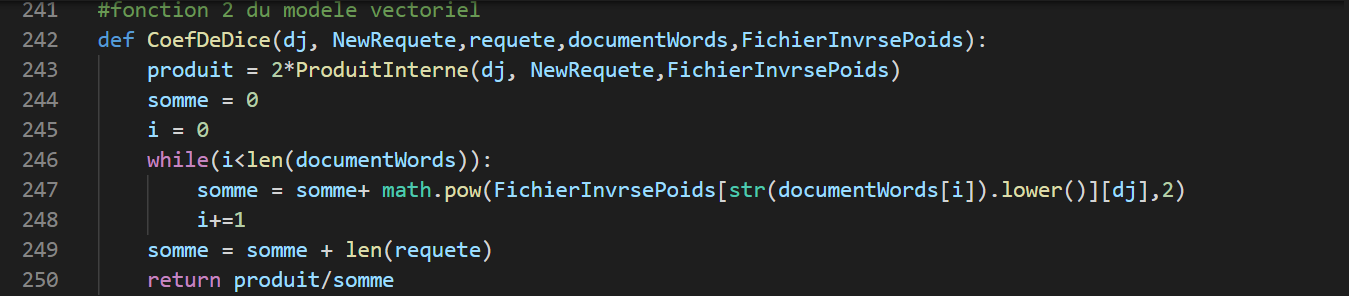 241 #fonction 2 du modele vectoriel
242 def CoefDeDice(dj, NewRequete,requete,documentWords,FichierInvrsePoids):
243     produit = 2*ProduitInterne(dj, NewRequete,FichierInvrsePoids)
244     somme = 0
245     i = 0
246     while(i<len(documentWords)):
247         somme = somme+ math.pow(FichierInvrsePoids[str(documentWords[i]).lower()][dj],2)
248         i+=1
249     somme = somme + len(requete)
250     return produit/somme